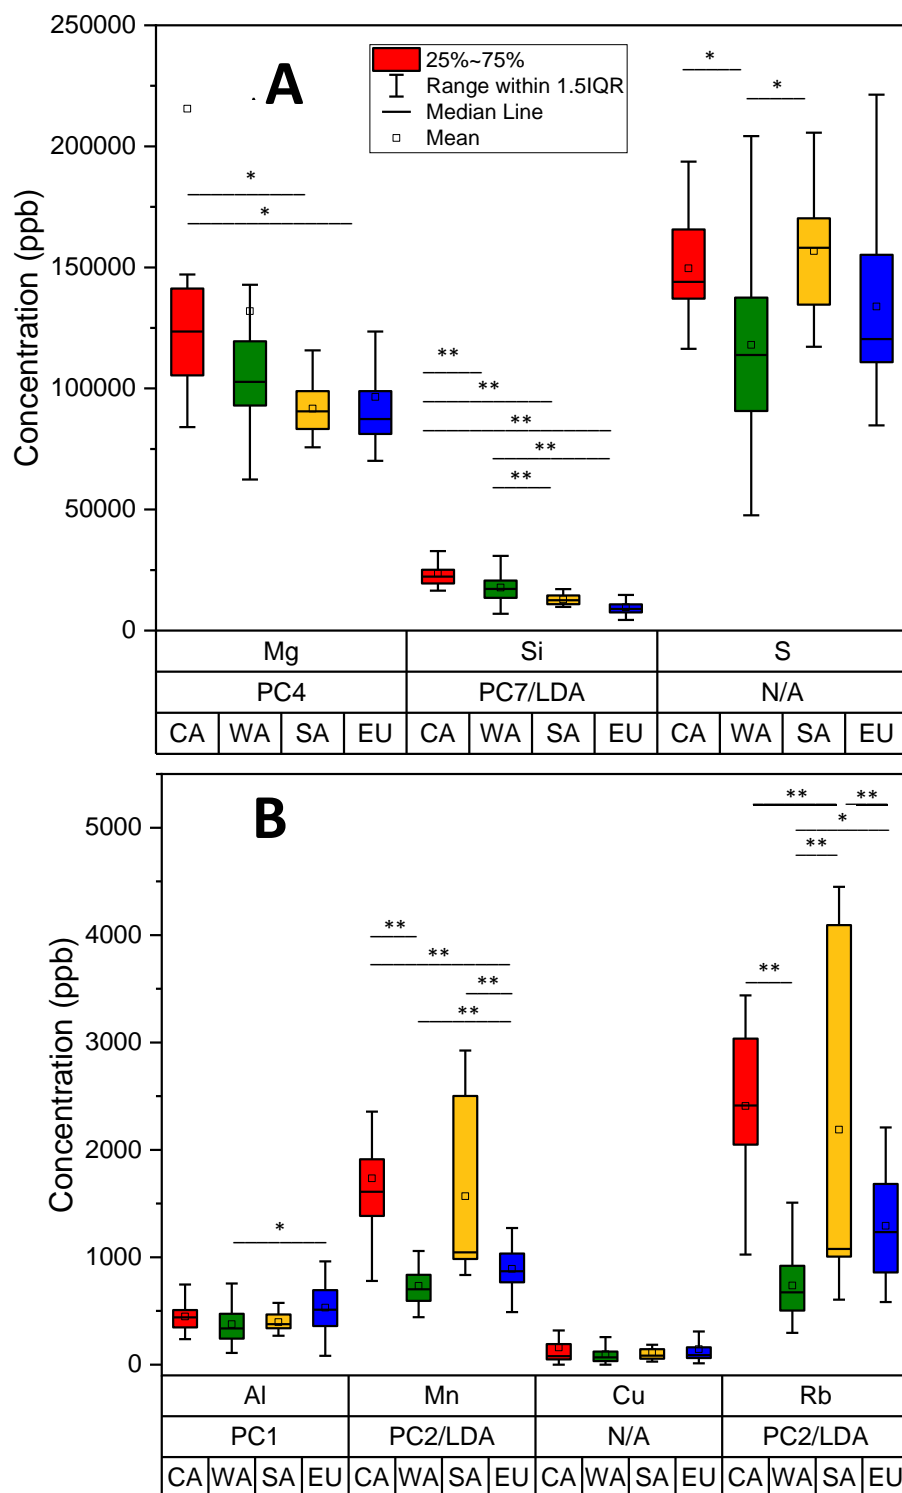 250000
200000
150000
100000
50000
0
Concentration (ppb)
A
25%~75%
Range within 1.5IQR
Median Line
Mean
*
*
**
**
**
**
**
*
*
Mg Si S
PC4 PC7/LDA N/A
CA WA SA EU CA WA SA EU CA WA SA EU
B
5000
4000
3000
2000
1000
0
Concentration (ppb)
*
**
**
**
**
** **
*
**
**
Al Mn Cu Rb
PC1 PC2/LDA N/A PC2/LDA
CA WA SA EU CA WA SA EU CA WA SA EU CA WA SA EU